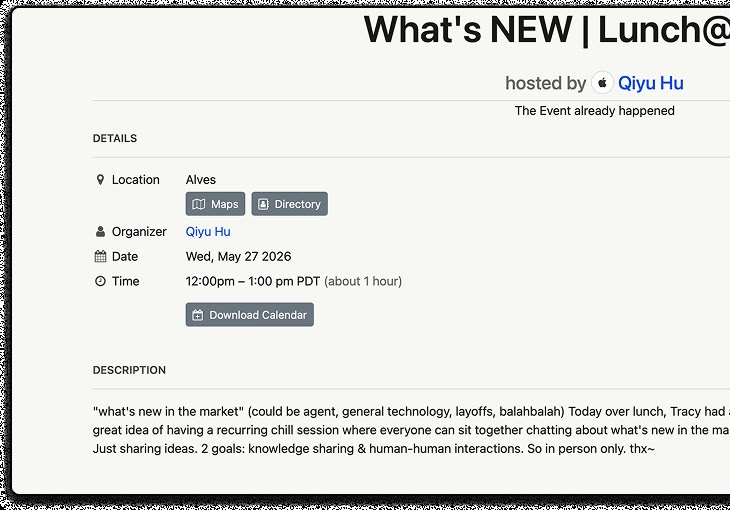 What's NEW | Lunch@
hosted by Qiyu Hu
The Event already happened
DETAILS
Location Alves
Maps Directory
Organizer Qiyu Hu
Date Wed, May 27 2026
Time 12:00pm – 1:00 pm PDT (about 1 hour)
Download Calendar
DESCRIPTION
"what's new in the market" (could be agent, general technology, layoffs, balahbalah) Today over lunch, Tracy had
great idea of having a recurring chill session where everyone can sit together chatting about what's new in the
Just sharing ideas. 2 goals: knowledge sharing & human-human interactions. So in person only. thx~